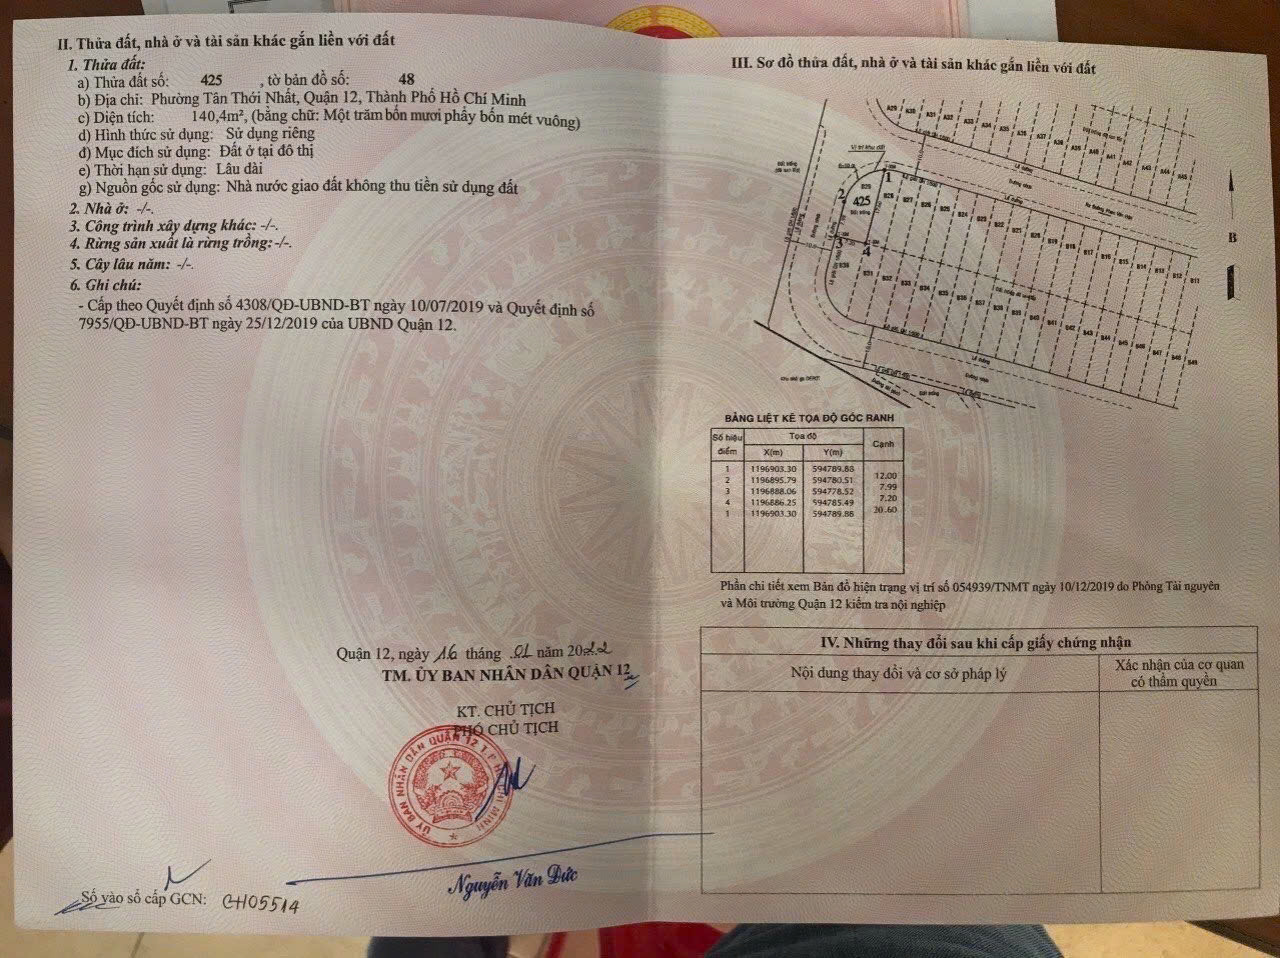 II. Thửa đất, nhà ở và tài sản khác gắn liền với đất
1. Thửa đất:
a) Thửa đất số: 425 , tờ bản đồ số: 48
b) Địa chỉ: Phường Tân Thới Nhất, Quận 12, Thành Phố Hồ Chí Minh
c) Diện tích: 140,4m², (bằng chữ: Một trăm bốn mươi phẩy bốn mét vuông)
d) Hình thức sử dụng: Sử dụng riêng
đ) Mục đích sử dụng: Đất ở tại đô thị
e) Thời hạn sử dụng: Lâu dài
g) Nguồn gốc sử dụng: Nhà nước giao đất không thu tiền sử dụng đất
2. Nhà ở: -/-.
3. Công trình xây dựng khác: -/-.
4. Rừng sản xuất là rừng trồng:-/-.
5. Cây lâu năm: -/-.
6. Ghi chú:
- Cấp theo Quyết định số 4308/QĐ-UBND-BT ngày 10/07/2019 và Quyết định số
7955/QĐ-UBND-BT ngày 25/12/2019 của UBND Quận 12.
Quận 12, ngày 16 tháng 01 năm 2022
TM. ỦY BAN NHÂN DÂN QUẬN 12
KT. CHỦ TỊCH
PHÓ CHỦ TỊCH
ỦY BAN NHÂN DÂN QUẬN 12 T.P HỒ CHÍ MINH
Nguyễn Văn Đức
Số vào sổ cấp GCN: CH05514
III. Sơ đồ thửa đất, nhà ở và tài sản khác gắn liền với đất
Vị trí khu đất
1
2
425
3
4
B
BẢNG LIỆT KÊ TỌA ĐỘ GÓC RANH
Số hiệu điểm Tọa độ Cạnh
X(m) Y(m)
1 1196903.30 594789.88
12.00
2 1196895.79 594780.51
7.99
3 1196888.06 594778.52
7.20
4 1196886.25 594785.49
20.60
1 1196903.30 594789.88
Phần chi tiết xem Bản đồ hiện trạng vị trí số 054939/TNMT ngày 10/12/2019 do Phòng Tài nguyên
và Môi trường Quận 12 kiểm tra nội nghiệp
IV. Những thay đổi sau khi cấp giấy chứng nhận
Nội dung thay đổi và cơ sở pháp lý
Xác nhận của cơ quan
có thẩm quyền